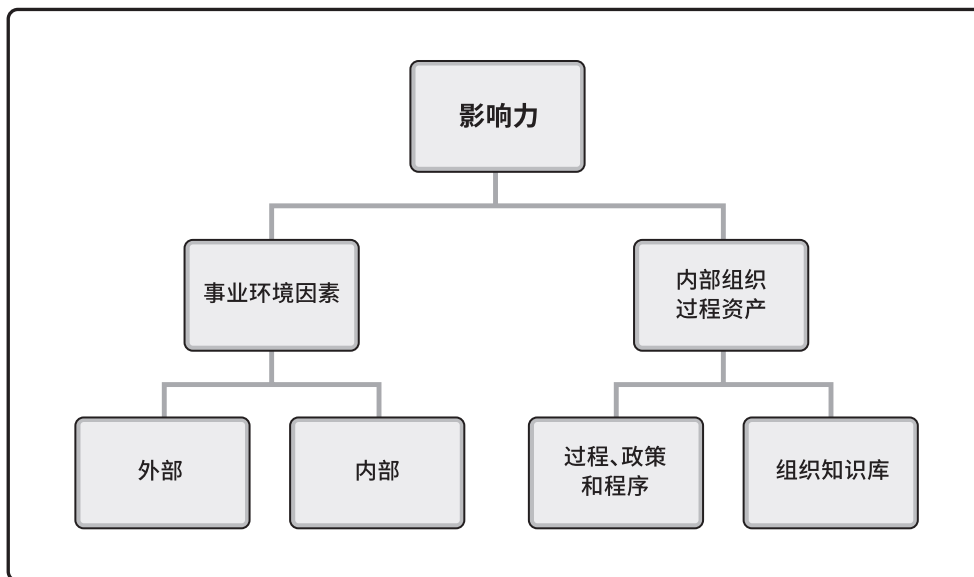 影响力
事业环境因素
内部组织
过程资产
外部
内部
过程、政策
和程序
组织知识库